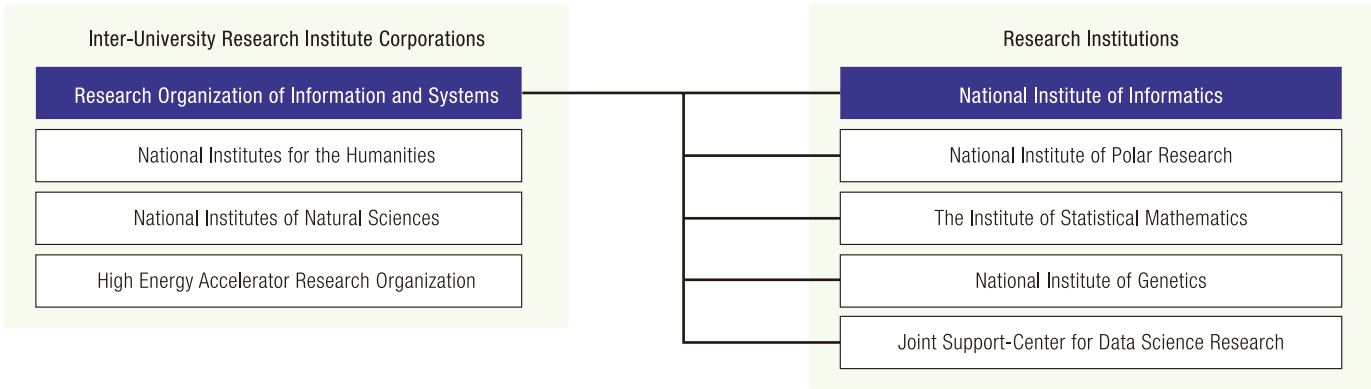 Inter-University Research Institute Corporations
Research Organization of Information and Systems
National Institutes for the Humanities
National Institutes of Natural Sciences
High Energy Accelerator Research Organization
Research Institutions
National Institute of Informatics
National Institute of Polar Research
The Institute of Statistical Mathematics
National Institute of Genetics
Joint Support-Center for Data Science Research